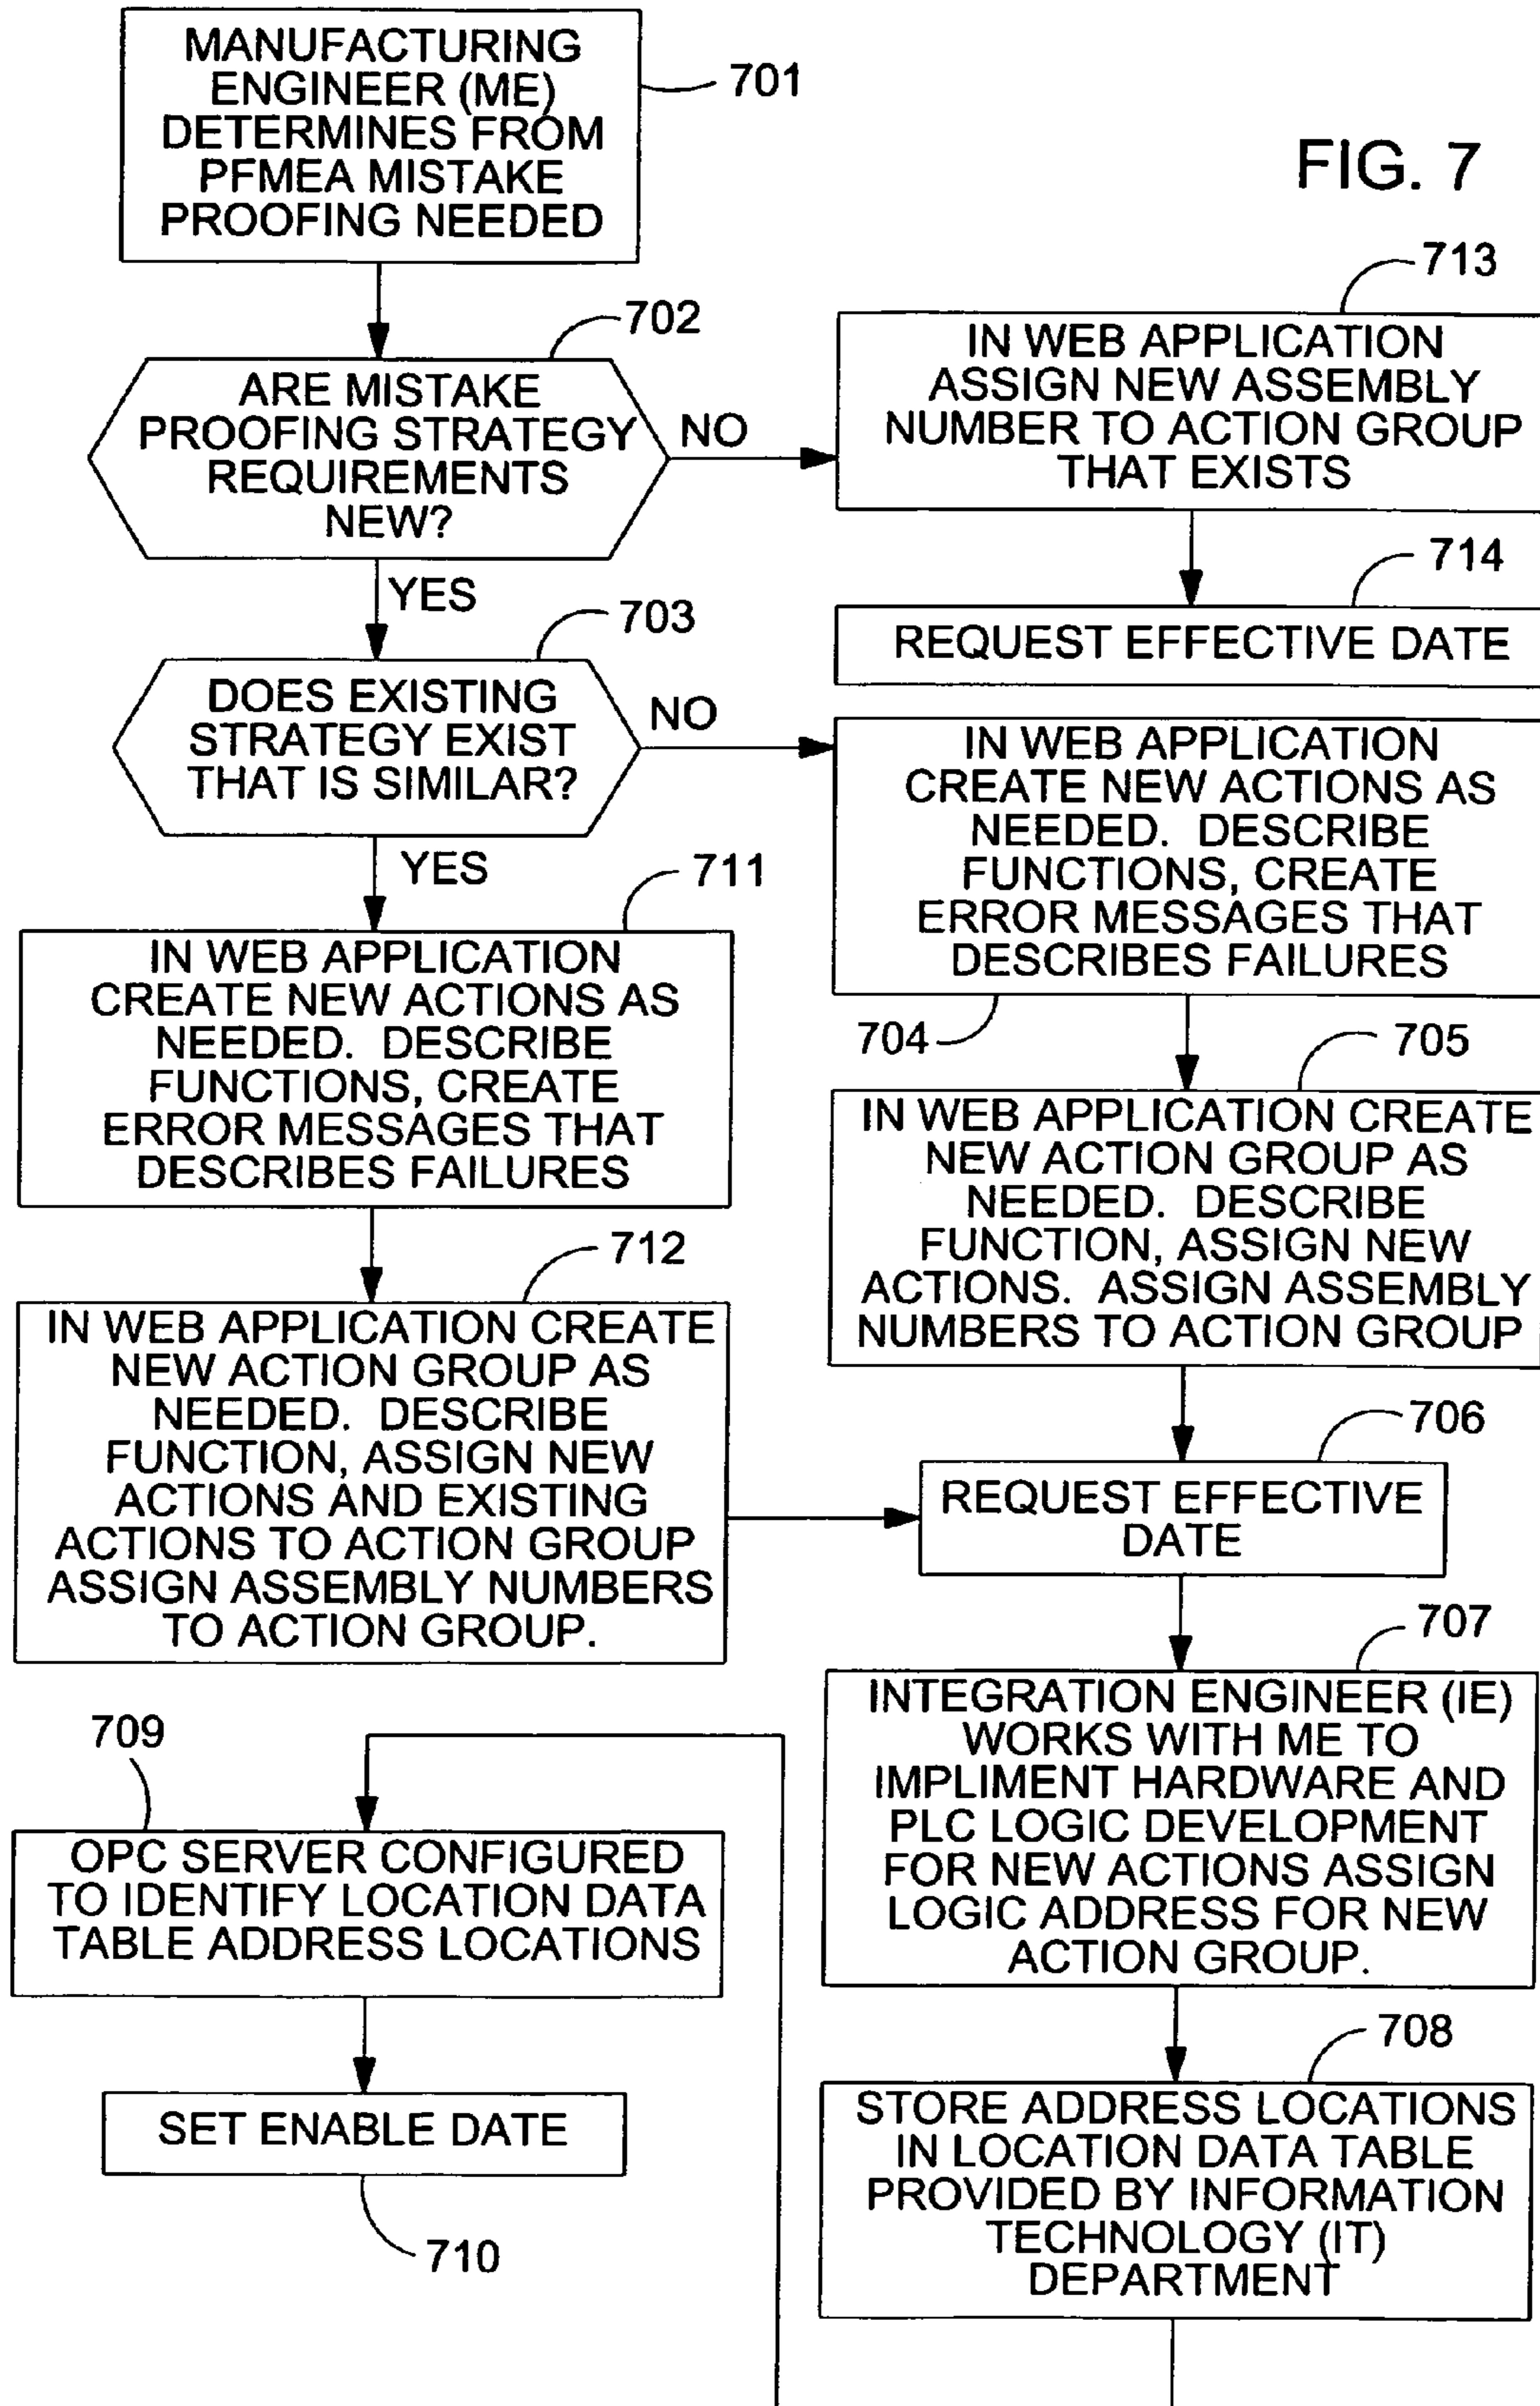 MANUFACTURING
ENGINEER (ME)
DETERMINES FROM
PFMEA MISTAKE
PROOFING NEEDED
701
FIG. 7
702
ARE MISTAKE
PROOFING STRATEGY
REQUIREMENTS
NEW?
NO
YES
713
IN WEB APPLICATION
ASSIGN NEW ASSEMBLY
NUMBER TO ACTION GROUP
THAT EXISTS
714
REQUEST EFFECTIVE DATE
703
DOES EXISTING
STRATEGY EXIST
THAT IS SIMILAR?
NO
YES
IN WEB APPLICATION
CREATE NEW ACTIONS AS
NEEDED. DESCRIBE
FUNCTIONS, CREATE
ERROR MESSAGES THAT
DESCRIBES FAILURES
704
711
IN WEB APPLICATION
CREATE NEW ACTIONS AS
NEEDED. DESCRIBE
FUNCTIONS, CREATE
ERROR MESSAGES THAT
DESCRIBES FAILURES
705
IN WEB APPLICATION CREATE
NEW ACTION GROUP AS
NEEDED. DESCRIBE
FUNCTION, ASSIGN NEW
ACTIONS. ASSIGN ASSEMBLY
NUMBERS TO ACTION GROUP
712
IN WEB APPLICATION CREATE
NEW ACTION GROUP AS
NEEDED. DESCRIBE
FUNCTION, ASSIGN NEW
ACTIONS AND EXISTING
ACTIONS TO ACTION GROUP
ASSIGN ASSEMBLY NUMBERS
TO ACTION GROUP.
706
REQUEST EFFECTIVE
DATE
707
INTEGRATION ENGINEER (IE)
WORKS WITH ME TO
IMPLIMENT HARDWARE AND
PLC LOGIC DEVELOPMENT
FOR NEW ACTIONS ASSIGN
LOGIC ADDRESS FOR NEW
ACTION GROUP.
708
STORE ADDRESS LOCATIONS
IN LOCATION DATA TABLE
PROVIDED BY INFORMATION
TECHNOLOGY (IT)
DEPARTMENT
709
OPC SERVER CONFIGURED
TO IDENTIFY LOCATION DATA
TABLE ADDRESS LOCATIONS
SET ENABLE DATE
710